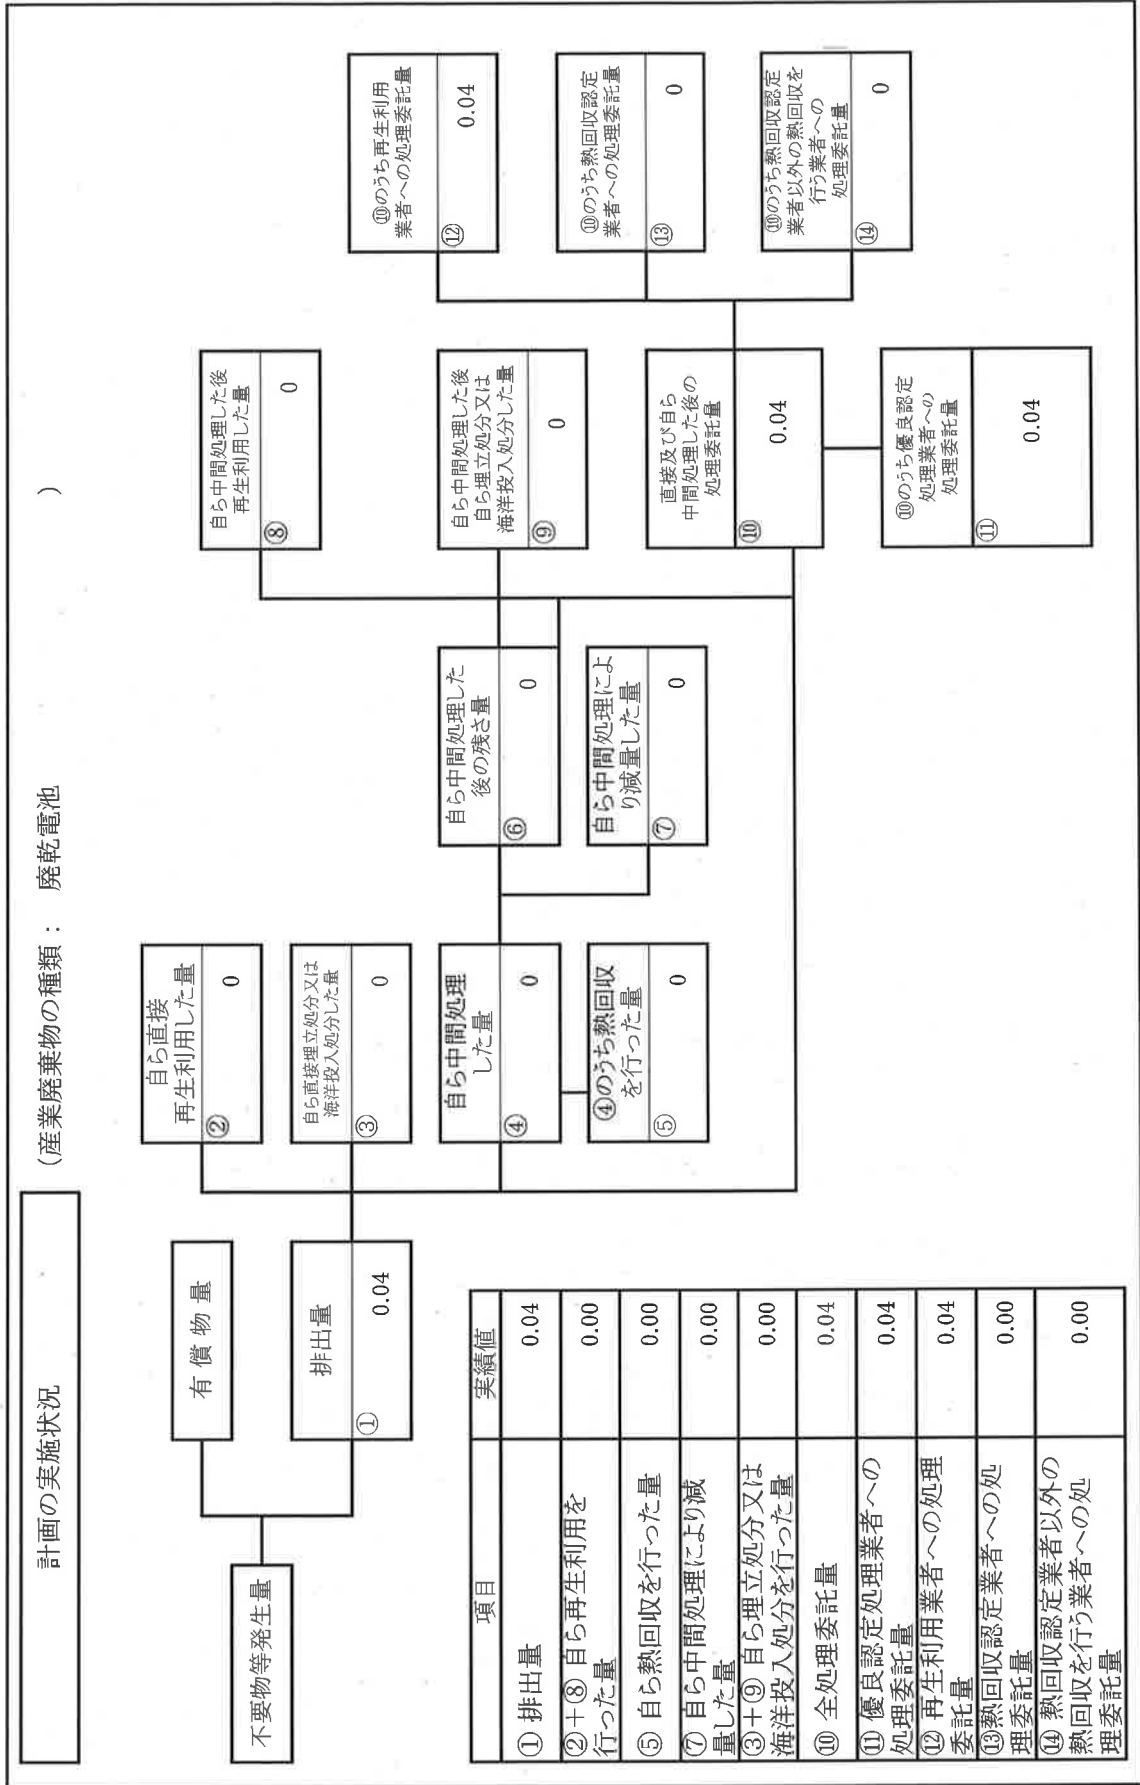 計画の実施状況
(産業廃棄物の種類： 廃乾電池 )
不要物等発生量
有償物量
排出量
① 0.04
自ら直接
再生利用した量
② 0
自ら直接埋立処分又は
海洋投入処分した量
③ 0
自ら中間処理
した量
④ 0
④のうち熱回収
を行った量
⑤ 0
自ら中間処理した
後の残さ量
⑥ 0
自ら中間処理によ
り減量した量
⑦ 0
自ら中間処理した後
再生利用した量
⑧ 0
自ら中間処理した後
自ら埋立処分又は
海洋投入処分した量
⑨ 0
直接及び自ら
中間処理した後の
処理委託量
⑩ 0.04
⑩のうち優良認定
処理業者への
処理委託量
⑪ 0.04
⑩のうち再生利用
業者への処理委託量
⑫ 0.04
⑩のうち熱回収認定
業者への処理委託量
⑬ 0
⑩のうち熱回収認定
業者以外の熱回収を
行う業者への
処理委託量
⑭ 0
項目 実績値
① 排出量 0.04
②＋⑧ 自ら再生利用を
行った量 0.00
⑤ 自ら熱回収を行った量 0.00
⑦ 自ら中間処理により減
量した量 0.00
③＋⑨ 自ら埋立処分又は
海洋投入処分を行った量 0.00
⑩ 全処理委託量 0.04
⑪ 優良認定処理業者への
処理委託量 0.04
⑫ 再生利用業者への処理
委託量 0.04
⑬熱回収認定業者への処
理委託量 0.00
⑭ 熱回収認定業者以外の
熱回収を行う業者への処
理委託量 0.00